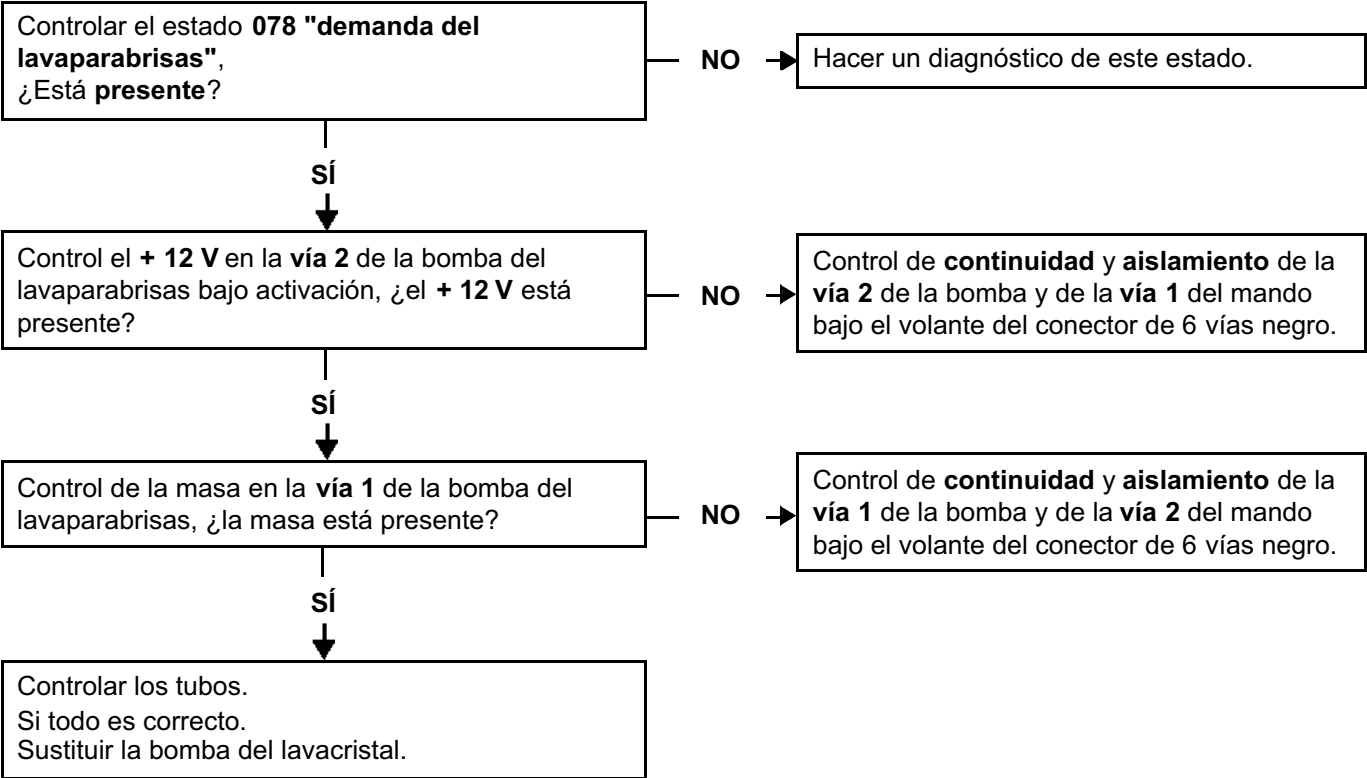 Controlar el estado 078 "demanda del
lavaparabrisas",
¿Está presente?
NO
Hacer un diagnóstico de este estado.
SÍ
Control el + 12 V en la vía 2 de la bomba del
lavaparabrisas bajo activación, ¿el + 12 V está
presente?
NO
Control de continuidad y aislamiento de la
vía 2 de la bomba y de la vía 1 del mando
bajo el volante del conector de 6 vías negro.
SÍ
Control de la masa en la vía 1 de la bomba del
lavaparabrisas, ¿la masa está presente?
NO
Control de continuidad y aislamiento de la
vía 1 de la bomba y de la vía 2 del mando
bajo el volante del conector de 6 vías negro.
SÍ
Controlar los tubos.
Si todo es correcto.
Sustituir la bomba del lavacristal.